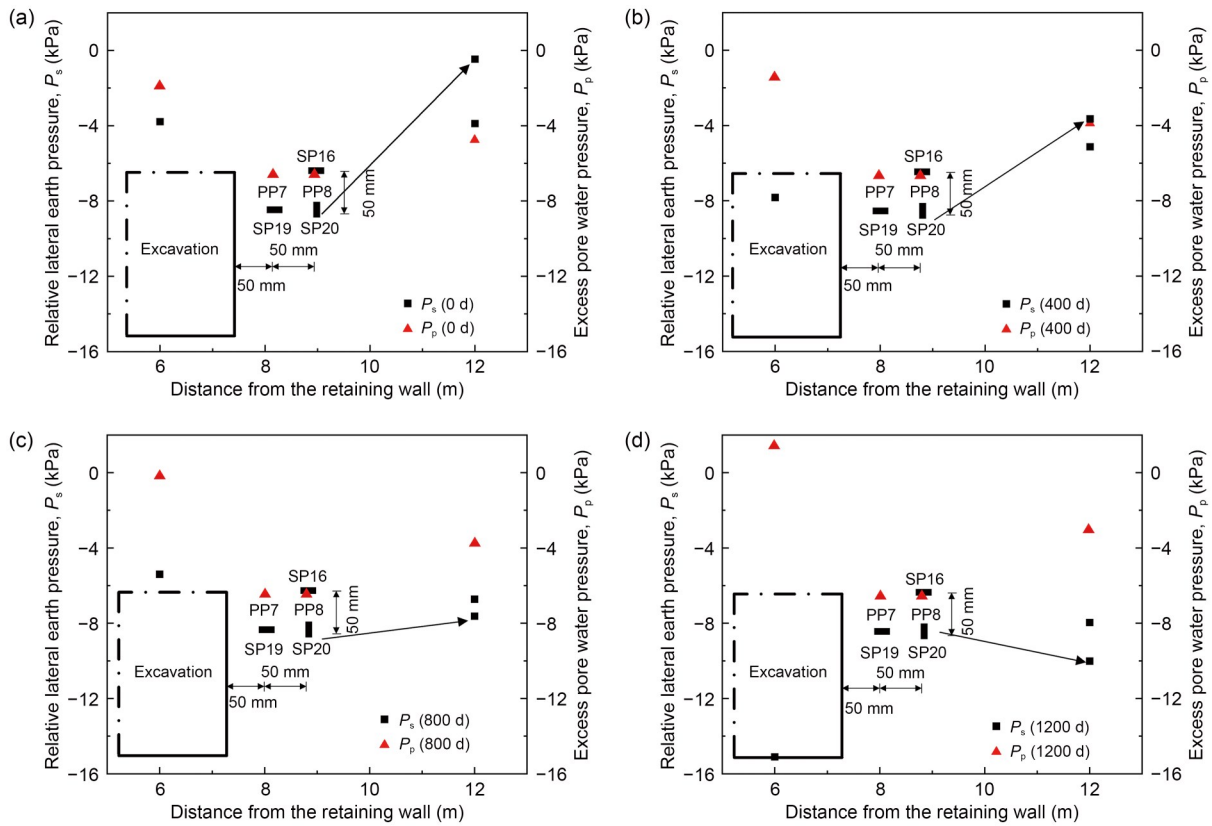 (a)
Relative lateral earth pressure, Ps (kPa)
0
−4
−8
−12
−16
6
8
10
12
Distance from the retaining wall (m)
0
−4
−8
−12
−16
Excess pore water pressure, Pp (kPa)
SP16
PP7
PP8
SP19
SP20
50 mm
50 mm
50 mm
Excavation
Ps (0 d)
Pp (0 d)
(b)
Relative lateral earth pressure, Ps (kPa)
0
−4
−8
−12
−16
6
8
10
12
Distance from the retaining wall (m)
0
−4
−8
−12
−16
Excess pore water pressure, Pp (kPa)
SP16
PP7
PP8
SP19
SP20
50 mm
50 mm
50 mm
Excavation
Ps (400 d)
Pp (400 d)
(c)
Relative lateral earth pressure, Ps (kPa)
0
−4
−8
−12
−16
6
8
10
12
Distance from the retaining wall (m)
0
−4
−8
−12
−16
Excess pore water pressure, Pp (kPa)
SP16
PP7
PP8
SP19
SP20
50 mm
50 mm
50 mm
Excavation
Ps (800 d)
Pp (800 d)
(d)
Relative lateral earth pressure, Ps (kPa)
0
−4
−8
−12
−16
6
8
10
12
Distance from the retaining wall (m)
0
−4
−8
−12
−16
Excess pore water pressure, Pp (kPa)
SP16
PP7
PP8
SP19
SP20
50 mm
50 mm
50 mm
Excavation
Ps (1200 d)
Pp (1200 d)